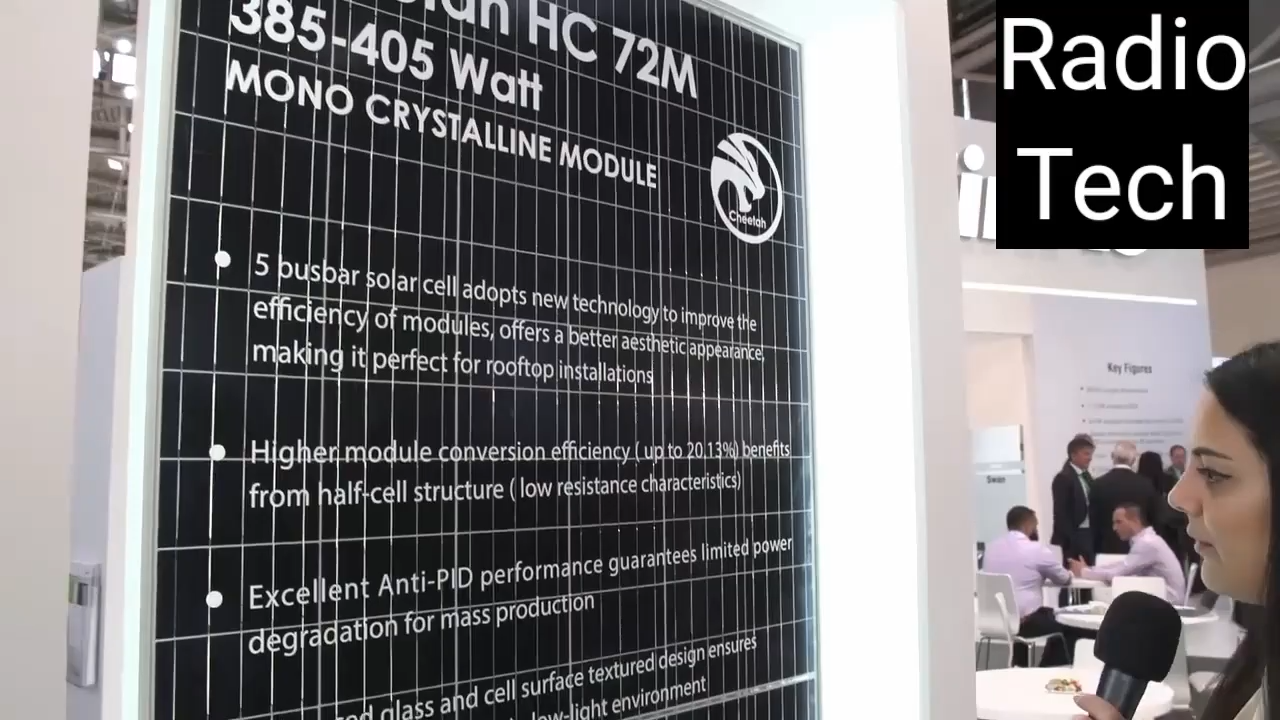 HC 72M
385-405 Watt
MONO CRYSTALLINE MODULE
Cheetah
5 busbar solar cell adopts new technology to improve the
efficiency of modules, offers a better aesthetic appearance,
making it perfect for rooftop installations
Higher module conversion efficiency ( up to 20.13%) benefits
from half-cell structure ( low resistance characteristics)
Excellent Anti-PID performance guarantees limited power
degradation for mass production
glass and cell surface textured design ensures
low-light environment
Radio
Tech
Key Figures
Swan